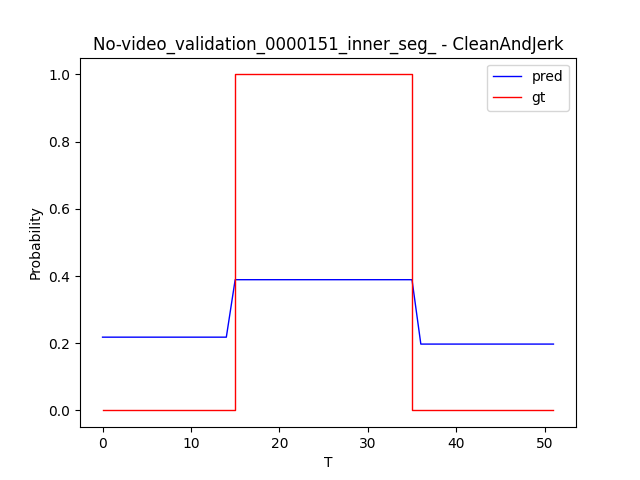 No-video_validation_0000151_inner_seg_ - CleanAndJerk
pred
gt
1.0
0.8
0.6
0.4
0.2
0.0
Probability
0 10 20 30 40 50
T